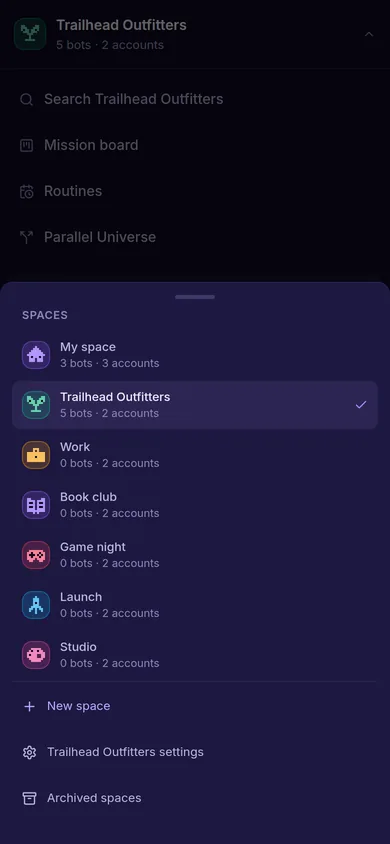 Trailhead Outfitters
5 bots · 2 accounts
Search Trailhead Outfitters
Mission board
Routines
Parallel Universe
SPACES
My space
3 bots · 3 accounts
Trailhead Outfitters
5 bots · 2 accounts
Work
0 bots · 2 accounts
Book club
0 bots · 2 accounts
Game night
0 bots · 2 accounts
Launch
0 bots · 2 accounts
Studio
0 bots · 2 accounts
New space
Trailhead Outfitters settings
Archived spaces